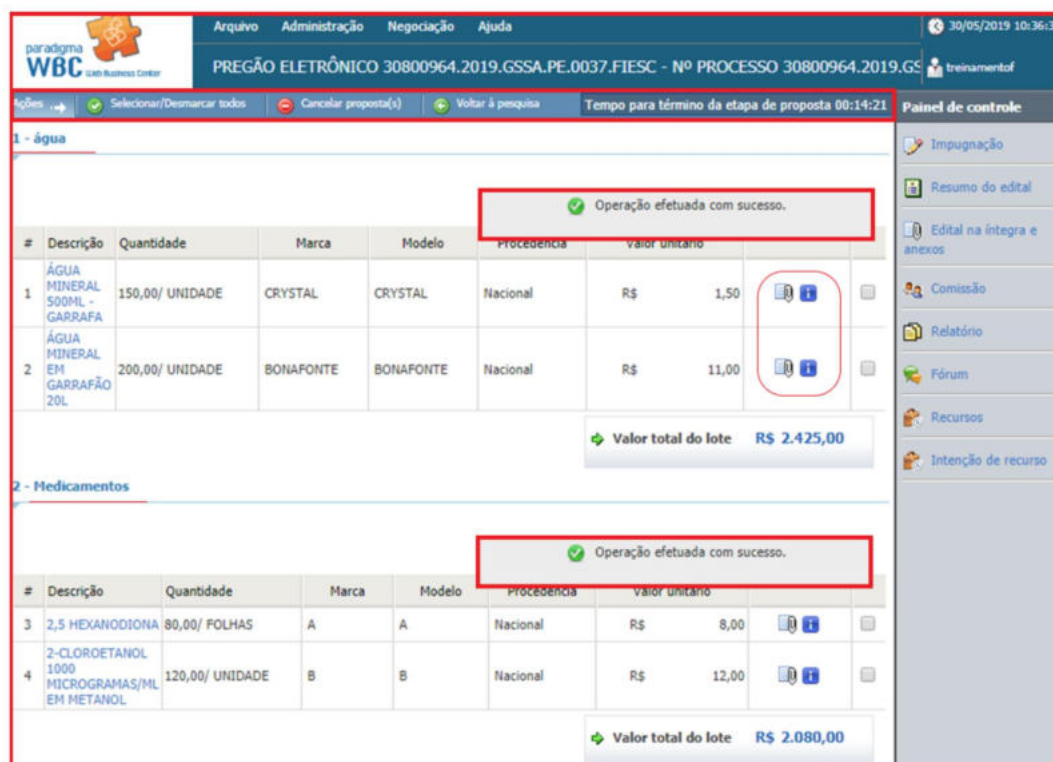 paradigma
WBC Web Business Center
Arquivo Administração Negociação Ajuda
30/05/2019 10:36:3
PREGÃO ELETRÔNICO 30800964.2019.GSSA.PE.0037.FIESC - Nº PROCESSO 30800964.2019.GS
treinamentof
Ações Selecionar/Desmarcar todos Cancelar proposta(s) Voltar à pesquisa Tempo para término da etapa de proposta 00:14:21
Painel de controle
Impugnação
Resumo do edital
Edital na íntegra e
anexos
Comissão
Relatório
Fórum
Recursos
Intenção de recurso
1 - água
Operação efetuada com sucesso.
# Descrição Quantidade Marca Modelo Procedência Valor unitário
1 ÁGUA MINERAL 500ML - GARRAFA 150,00/ UNIDADE CRYSTAL CRYSTAL Nacional R$ 1,50
2 ÁGUA MINERAL EM GARRAFÃO 20L 200,00/ UNIDADE BONAFONTE BONAFONTE Nacional R$ 11,00
Valor total do lote R$ 2.425,00
2 - Medicamentos
Operação efetuada com sucesso.
# Descrição Quantidade Marca Modelo Procedência Valor unitário
3 2,5 HEXANODIONA 80,00/ FOLHAS A A Nacional R$ 8,00
4 2-CLOROETANOL 1000 MICROGRAMAS/ML EM METANOL 120,00/ UNIDADE B B Nacional R$ 12,00
Valor total do lote R$ 2.080,00